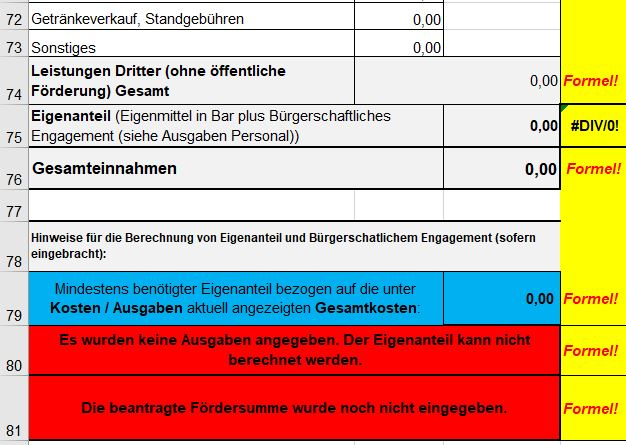 72 Getränkeverkauf, Standgebühren 0,00
73 Sonstiges 0,00
Leistungen Dritter (ohne öffentliche
74 Förderung) Gesamt 0,00 Formel!
Eigenanteil (Eigenmittel in Bar plus Bürgerschaftliches
75 Engagement (siehe Ausgaben Personal)) 0,00 #DIV/0!
76 Gesamteinnahmen 0,00 Formel!
77
Hinweise für die Berechnung von Eigenanteil und Bürgerschatlichem Engagement (sofern
78 eingebracht):
Mindestens benötigter Eigenanteil bezogen auf die unter
79 Kosten / Ausgaben aktuell angezeigten Gesamtkosten: 0,00 Formel!
Es wurden keine Ausgaben angegeben. Der Eigenanteil kann nicht
80 berechnet werden. Formel!
81 Die beantragte Fördersumme wurde noch nicht eingegeben. Formel!